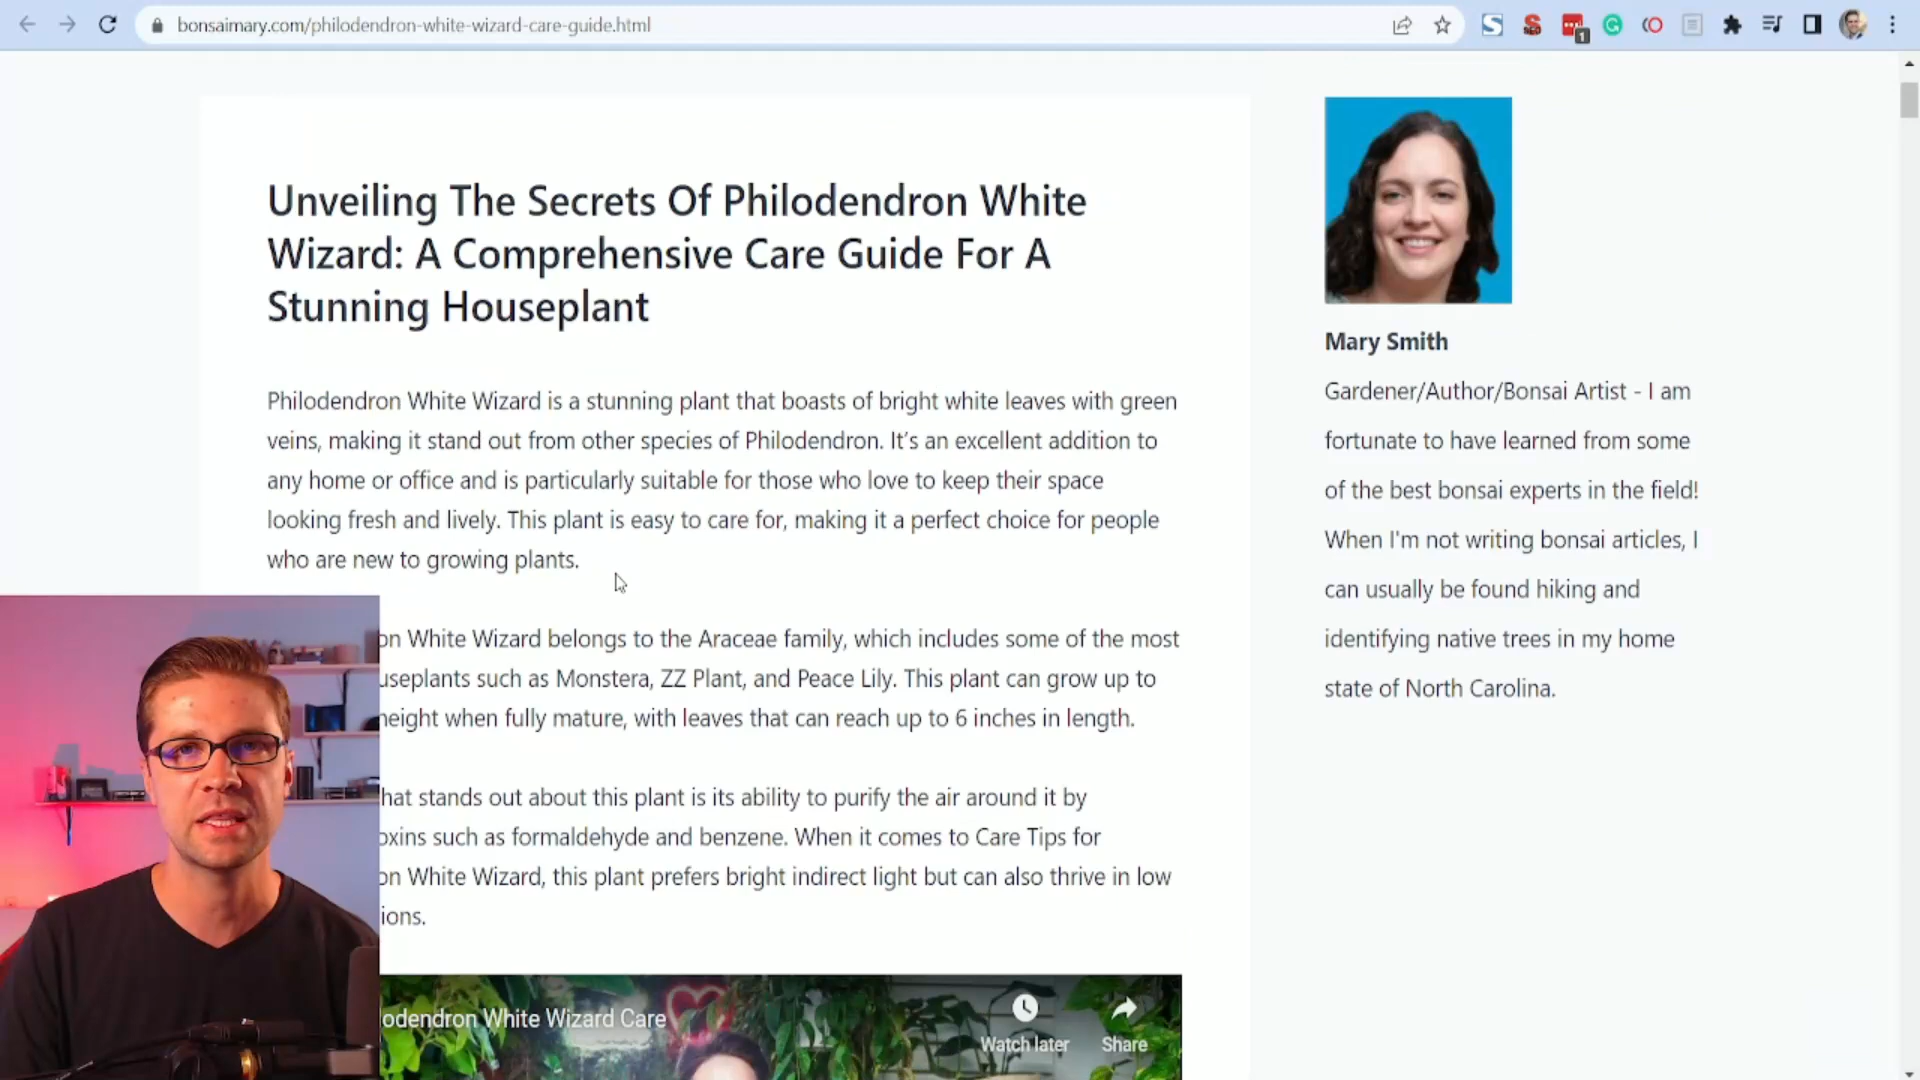 bonsaimary.com/philodendron-white-wizard-care-guide.html
1
Unveiling The Secrets Of Philodendron White
Wizard: A Comprehensive Care Guide For A
Stunning Houseplant
Philodendron White Wizard is a stunning plant that boasts of bright white leaves with green
veins, making it stand out from other species of Philodendron. It's an excellent addition to
any home or office and is particularly suitable for those who love to keep their space
looking fresh and lively. This plant is easy to care for, making it a perfect choice for people
who are new to growing plants.
on White Wizard belongs to the Araceae family, which includes some of the most
useplants such as Monstera, ZZ Plant, and Peace Lily. This plant can grow up to
height when fully mature, with leaves that can reach up to 6 inches in length.
hat stands out about this plant is its ability to purify the air around it by
oxins such as formaldehyde and benzene. When it comes to Care Tips for
on White Wizard, this plant prefers bright indirect light but can also thrive in low
ions.
odendron White Wizard Care
Watch later
Share
Mary Smith
Gardener/Author/Bonsai Artist - I am
fortunate to have learned from some
of the best bonsai experts in the field!
When I'm not writing bonsai articles, I
can usually be found hiking and
identifying native trees in my home
state of North Carolina.